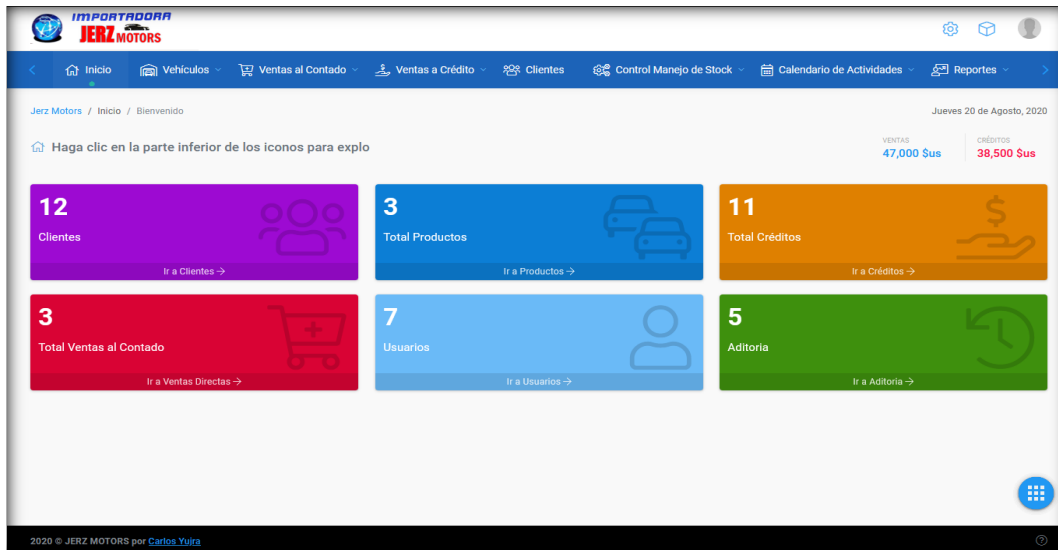 IMPORTADORA
JERZ MOTORS
Inicio Vehículos Ventas al Contado Ventas a Crédito Clientes Control Manejo de Stock Calendario de Actividades Reportes
Jerz Motors / Inicio / Bienvenido
Jueves 20 de Agosto, 2020
Haga clic en la parte inferior de los iconos para explo
VENTAS
47,000 $us
CRÉDITOS
38,500 $us
12
Clientes
Ir a Clientes →
3
Total Productos
Ir a Productos →
11
Total Créditos
Ir a Créditos →
3
Total Ventas al Contado
Ir a Ventas Directas →
7
Usuarios
Ir a Usuarios →
5
Aditoria
Ir a Aditoria →
2020 © JERZ MOTORS por Carlos Yujra